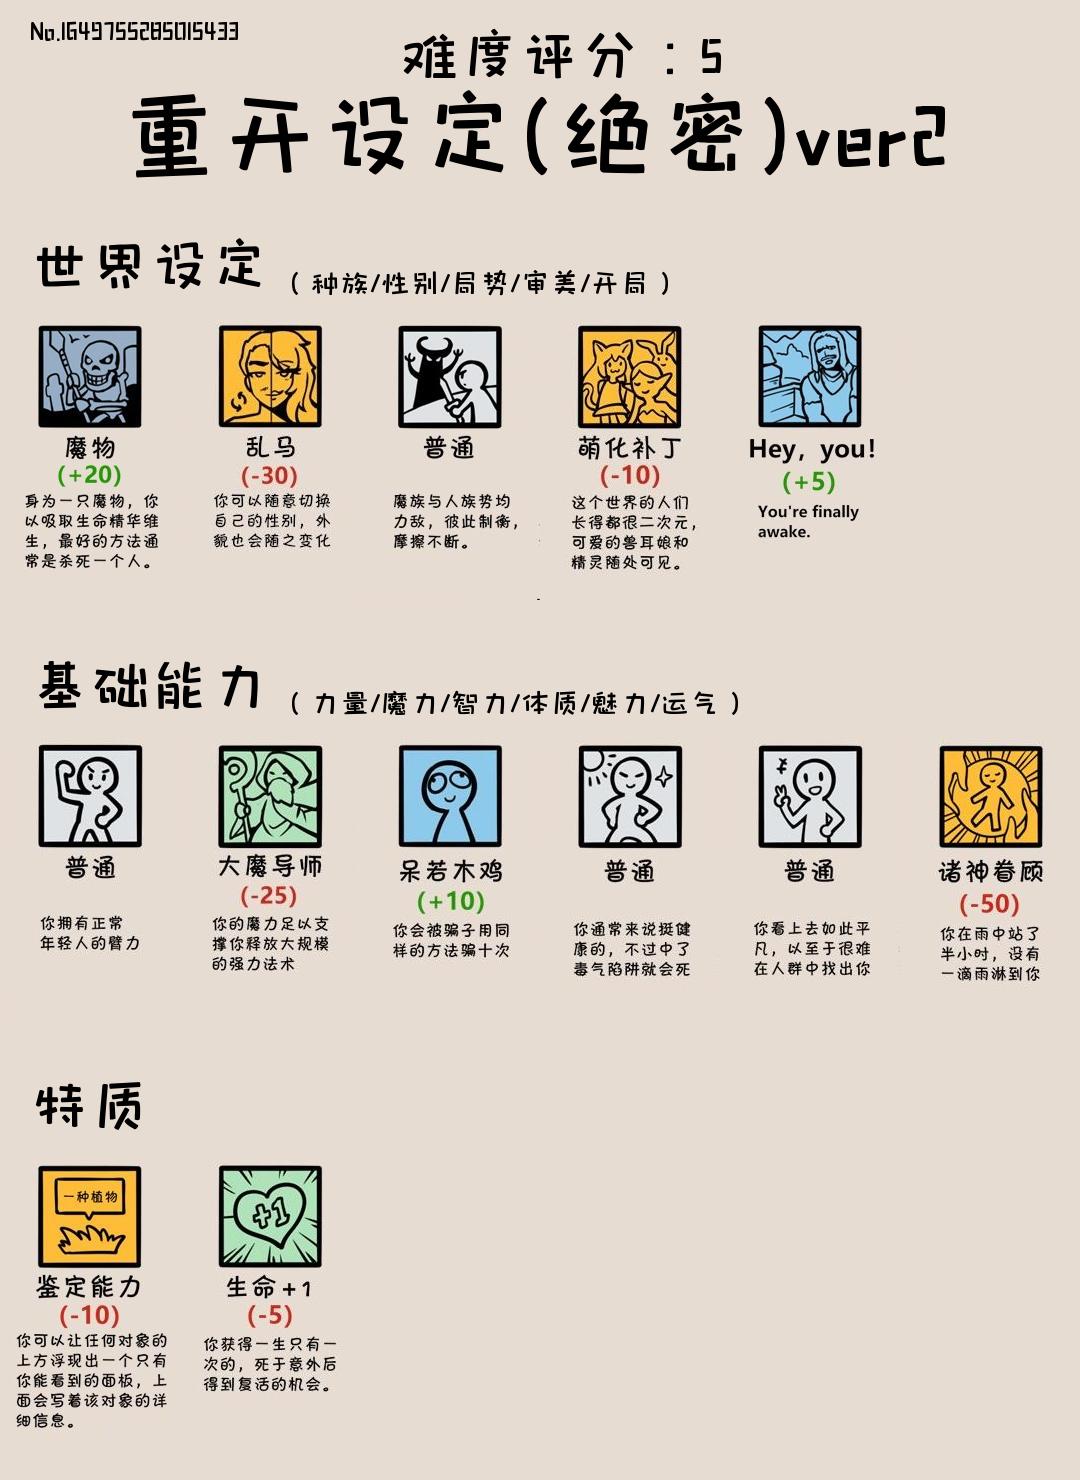 No.1649755285015433
难度评分：5
重开设定(绝密)ver2
世界设定
（种族/性别/局势/审美/开局）
魔物
(+20)
身为一只魔物，你
以吸取生命精华维
生，最好的方法通
常是杀死一个人。
乱马
(-30)
你可以随意切换
自己的性别，外
貌也会随之变化
普通
魔族与人族势均
力敌，彼此制衡，
摩擦不断。
萌化补丁
(-10)
这个世界的人们
长得都很二次元，
可爱的兽耳娘和
精灵随处可见。
Hey, you!
(+5)
You're finally
awake.
基础能力
（力量/魔力/智力/体质/魅力/运气）
普通
你拥有正常
年轻人的臂力
大魔导师
(-25)
你的魔力足以支
撑你释放大规模
的强力法术
呆若木鸡
(+10)
你会被骗子用同
样的方法骗十次
普通
你通常来说挺健
康的，不过中了
毒气陷阱就会死
普通
你看上去如此平
凡，以至于很难
在人群中找出你
诸神眷顾
(-50)
你在雨中站了
半小时，没有
一滴雨淋到你
特质
一种植物
鉴定能力
(-10)
你可以让任何对象的
上方浮现出一个只有
你能看到的面板，上
面会写着该对象的详
细信息。
+1
生命+1
(-5)
你获得一生只有一
次的，死于意外后
得到复活的机会。